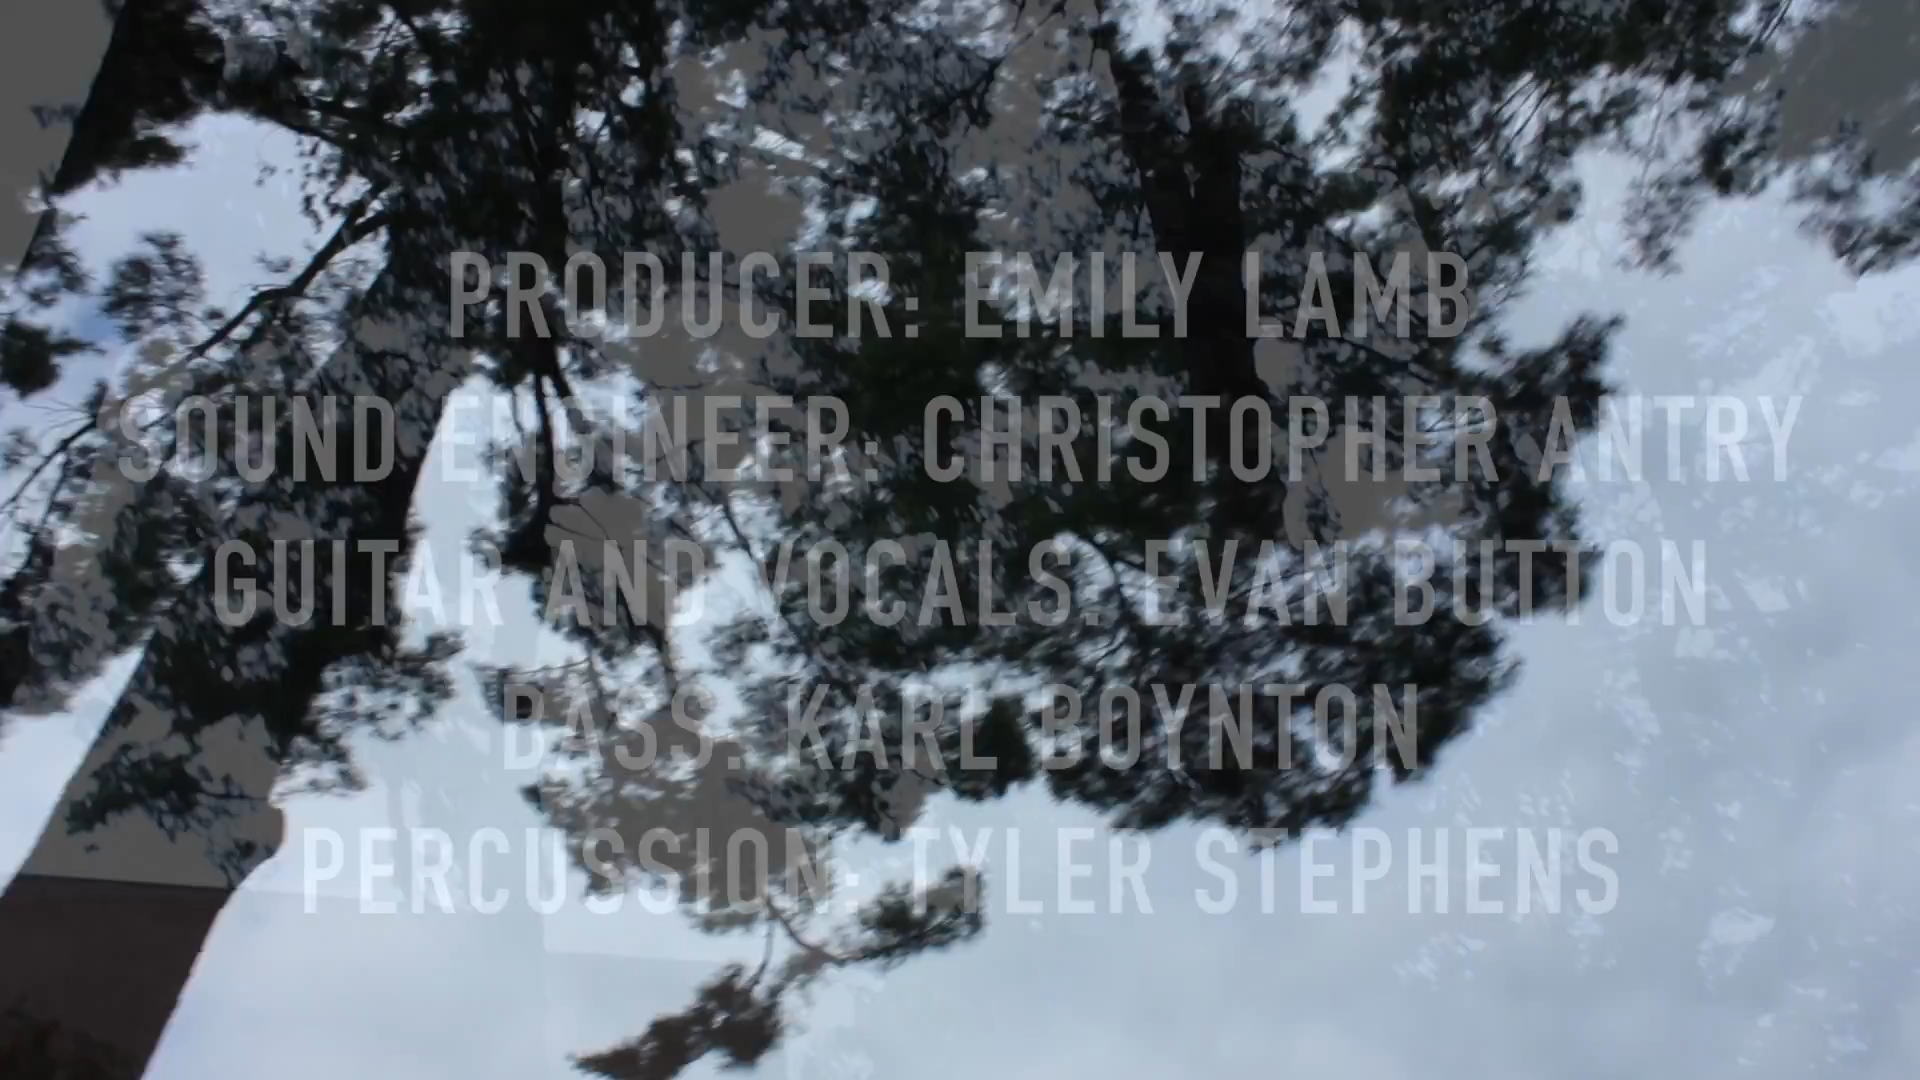 PRODUCER: EMILY LAMB
SOUND ENGINEER: CHRISTOPHER ANTRY
GUITAR AND VOCALS: EVAN BUTTON
BASS: KARL BOYNTON
PERCUSSION: TYLER STEPHENS